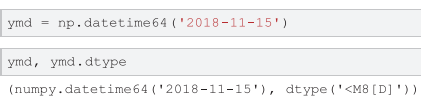 ymd = np.datetime64('2018-11-15')
ymd, ymd.dtype
(numpy.datetime64('2018-11-15'), dtype('<M8[D]'))